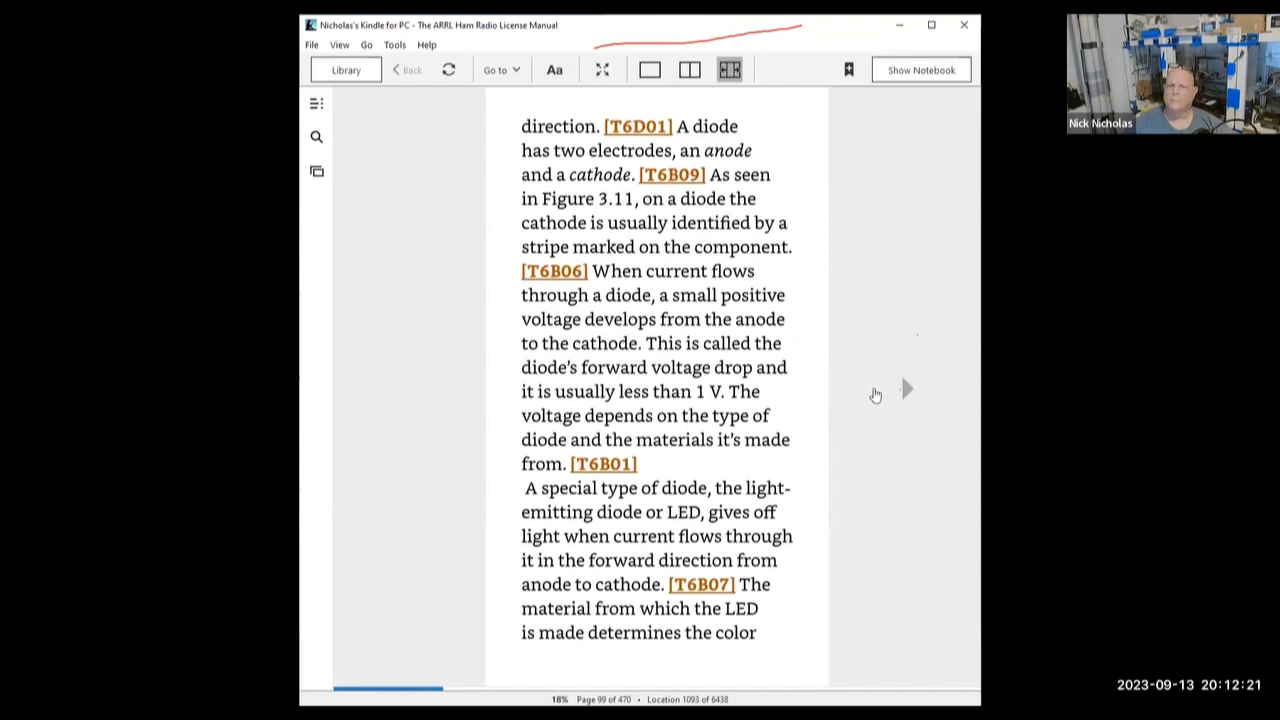 Nicholas's Kindle for PC - The ARRL Ham Radio License Manual
File View Go Tools Help
Library Back Go to Aa Show Notebook
direction. [T6D01] A diode
has two electrodes, an anode
and a cathode. [T6B09] As seen
in Figure 3.11, on a diode the
cathode is usually identified by a
stripe marked on the component.
[T6B06] When current flows
through a diode, a small positive
voltage develops from the anode
to the cathode. This is called the
diode's forward voltage drop and
it is usually less than 1 V. The
voltage depends on the type of
diode and the materials it's made
from. [T6B01]
A special type of diode, the light-
emitting diode or LED, gives off
light when current flows through
it in the forward direction from
anode to cathode. [T6B07] The
material from which the LED
is made determines the color
18% Page 99 of 470 • Location 1093 of 6438
Nick Nicholas
2023-09-13 20:12:21